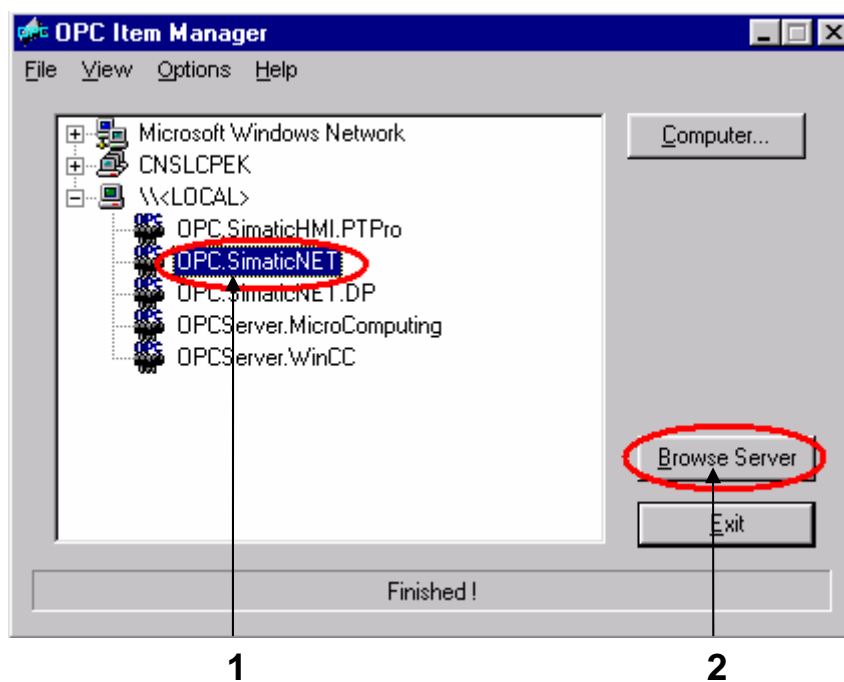 OPC Item Manager
File View Options Help
Microsoft Windows Network
Computer...
CNSLCPEK
\\<LOCAL>
OPC.SimaticHMI.PTPro
OPC.SimaticNET
OPC.SimaticNET.DP
OPCServer.MicroComputing
OPCServer.WinCC
Browse Server
Exit
Finished !
1 2